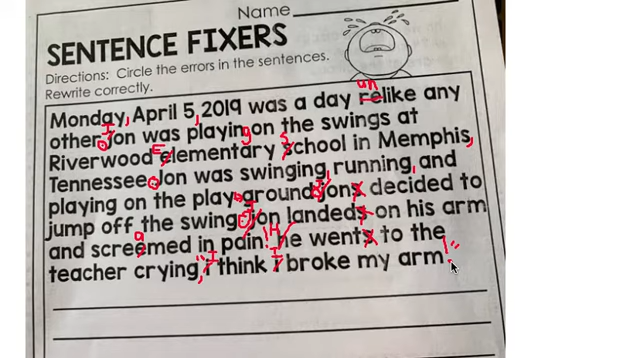 Name
SENTENCE FIXERS
Directions: Circle the errors in the sentences.
Rewrite correctly.
un
Monday, April 5, 2019 was a day relike any
other. Jon was playing on the swings at
Riverwood Elementary School in Memphis,
Tennessee. Jon was swinging, running, and
playing on the play ground. jons decided to
jump off the swing. Jon landeds on his arm
and screamed in pain! He wents to the
teacher crying, "I think I broke my arm!"